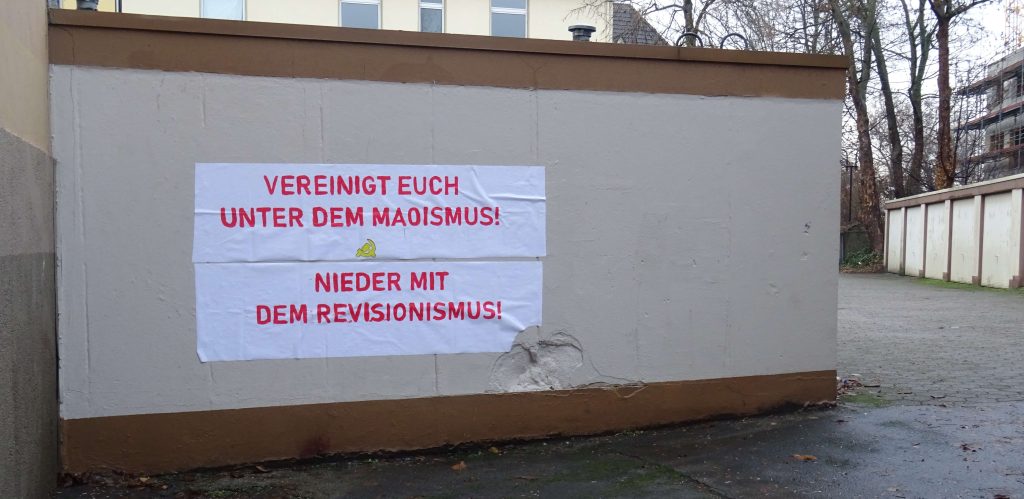 VEREINIGT EUCH
UNTER DEM MAOISMUS!
NIEDER MIT
DEM REVISIONISMUS!